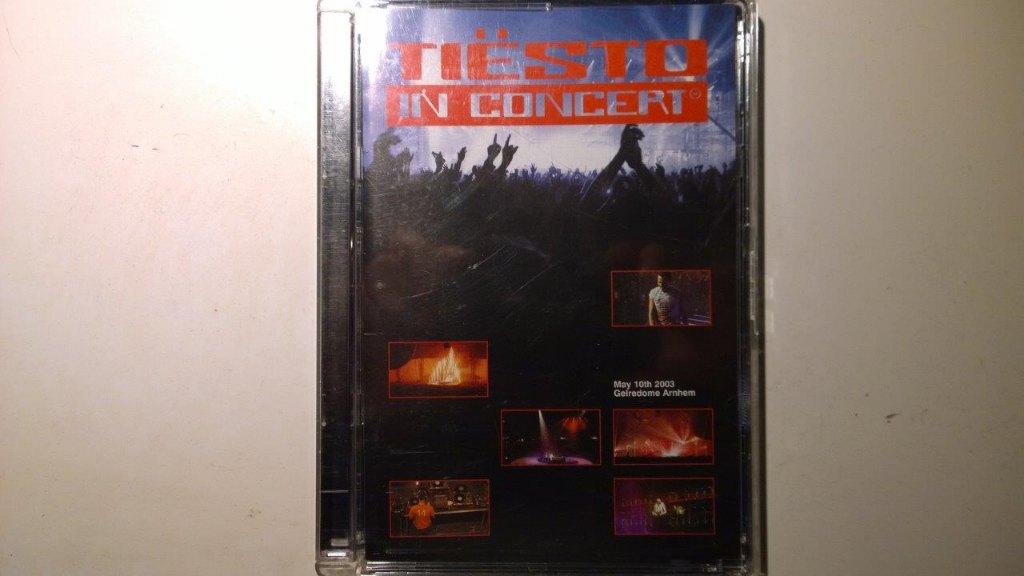 TIËSTO
IN CONCERT
May 10th 2003
Gelredome Arnhem